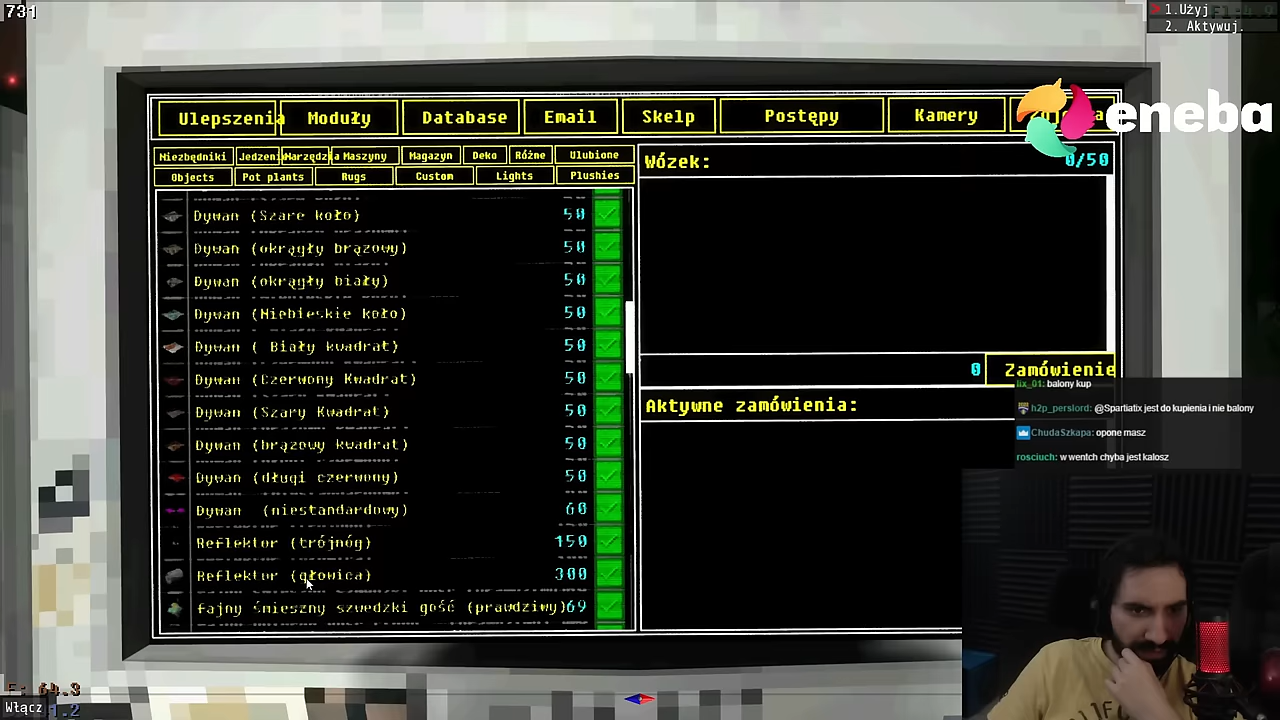 731
1.Użyj
2. Aktywuj.
Ulepszenia
Moduły
Database
Email
Skelp
Postępy
Kamery
eneba
Niezbędniki
Jedzeni
Narzędzia
Maszyny
Magazyn
Deko
Różne
Ulubione
Objects
Pot plants
Rugs
Custom
Lights
Plushies
Wózek:
0/50
Dywan (Szare koło) 50
Dywan (okrągły brązowy) 50
Dywan (okrągły biały) 50
Dywan (Niebieskie koło) 50
Dywan ( Biały kwadrat) 50
Dywan (Czerwony Kwadrat) 50
Dywan (Szary Kwadrat) 50
Dywan (brązowy kwadrat) 50
Dywan (długi czerwony) 50
Dywan (niestandardowy) 60
Reflektor (trójnóg) 150
Reflektor (głowica) 300
fajny śmieszny szwedzki gość (prawdziwy) 69
0
Zamówienie
Aktywne zamówienia:
lix_01: balony kup
h2p_perslord: @Spartiatix jest do kupienia i nie balony
ChudaSzkapa: opone masz
rosciuch: w wentch chyba jest kalosz
Włącz